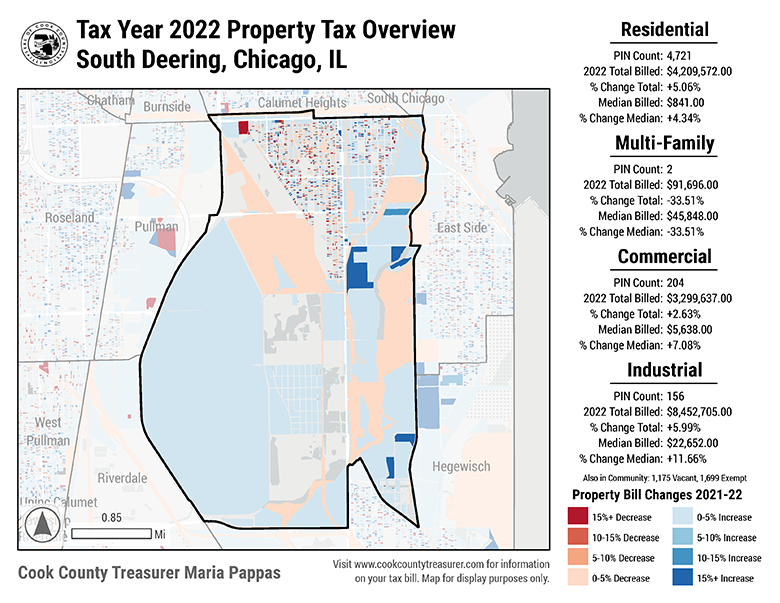 Tax Year 2022 Property Tax Overview
South Deering, Chicago, IL
Chatham
Burnside
Calumet Heights
South Chicago
Roseland
Pullman
East Side
West
Pullman
Riverdale
Hegewisch
Calumet
0.85
Mi
Cook County Treasurer Maria Pappas
Visit www.cookcountytreasurer.com for information
on your tax bill. Map for display purposes only.
Residential
PIN Count: 4,721
2022 Total Billed: $4,209,572.00
% Change Total: +5.06%
Median Billed: $841.00
% Change Median: +4.34%
Multi-Family
PIN Count: 2
2022 Total Billed: $91,696.00
% Change Total: -33.51%
Median Billed: $45,848.00
% Change Median: -33.51%
Commercial
PIN Count: 204
2022 Total Billed: $3,299,637.00
% Change Total: +2.63%
Median Billed: $5,638.00
% Change Median: +7.08%
Industrial
PIN Count: 156
2022 Total Billed: $8,452,705.00
% Change Total: +5.99%
Median Billed: $22,652.00
% Change Median: +11.66%
Also in Community: 1,175 Vacant, 1,699 Exempt
Property Bill Changes 2021-22
15%+ Decrease
10-15% Decrease
5-10% Decrease
0-5% Decrease
0-5% Increase
5-10% Increase
10-15% Increase
15%+ Increase